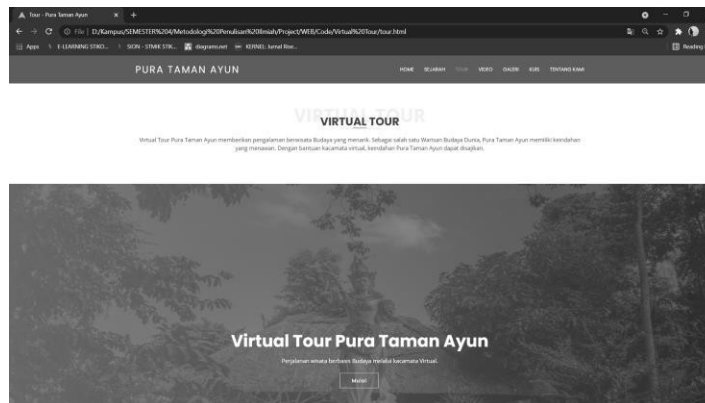 Tour - Pura Taman Ayun
File | D:/Kampus/SEMESTER%204/Metodologi%20Penulisan%20Ilmiah/Project/WEB/Code/Virtual%20Tour/tour.html
Apps E-LEARNING STIKO... SION - STMIK STIK... diagrams.net KERNEL: Jurnal Rise... Reading
PURA TAMAN AYUN HOME SEJARAH TOUR VIDEO GALERI KUIS TENTANG KAMI
VIRTUAL TOUR
VIRTUAL TOUR
Virtual Tour Pura Taman Ayun memberikan pengalaman berwisata Budaya yang menarik. Sebagai salah satu Warisan Budaya Dunia, Pura Taman Ayun memiliki keindahan
yang menawan. Dengan bantuan kacamata virtual, keindahan Pura Taman Ayun dapat disajikan.
Virtual Tour Pura Taman Ayun
Perjalanan wisata berbasis Budaya melalui kacamata Virtual.
Mulai